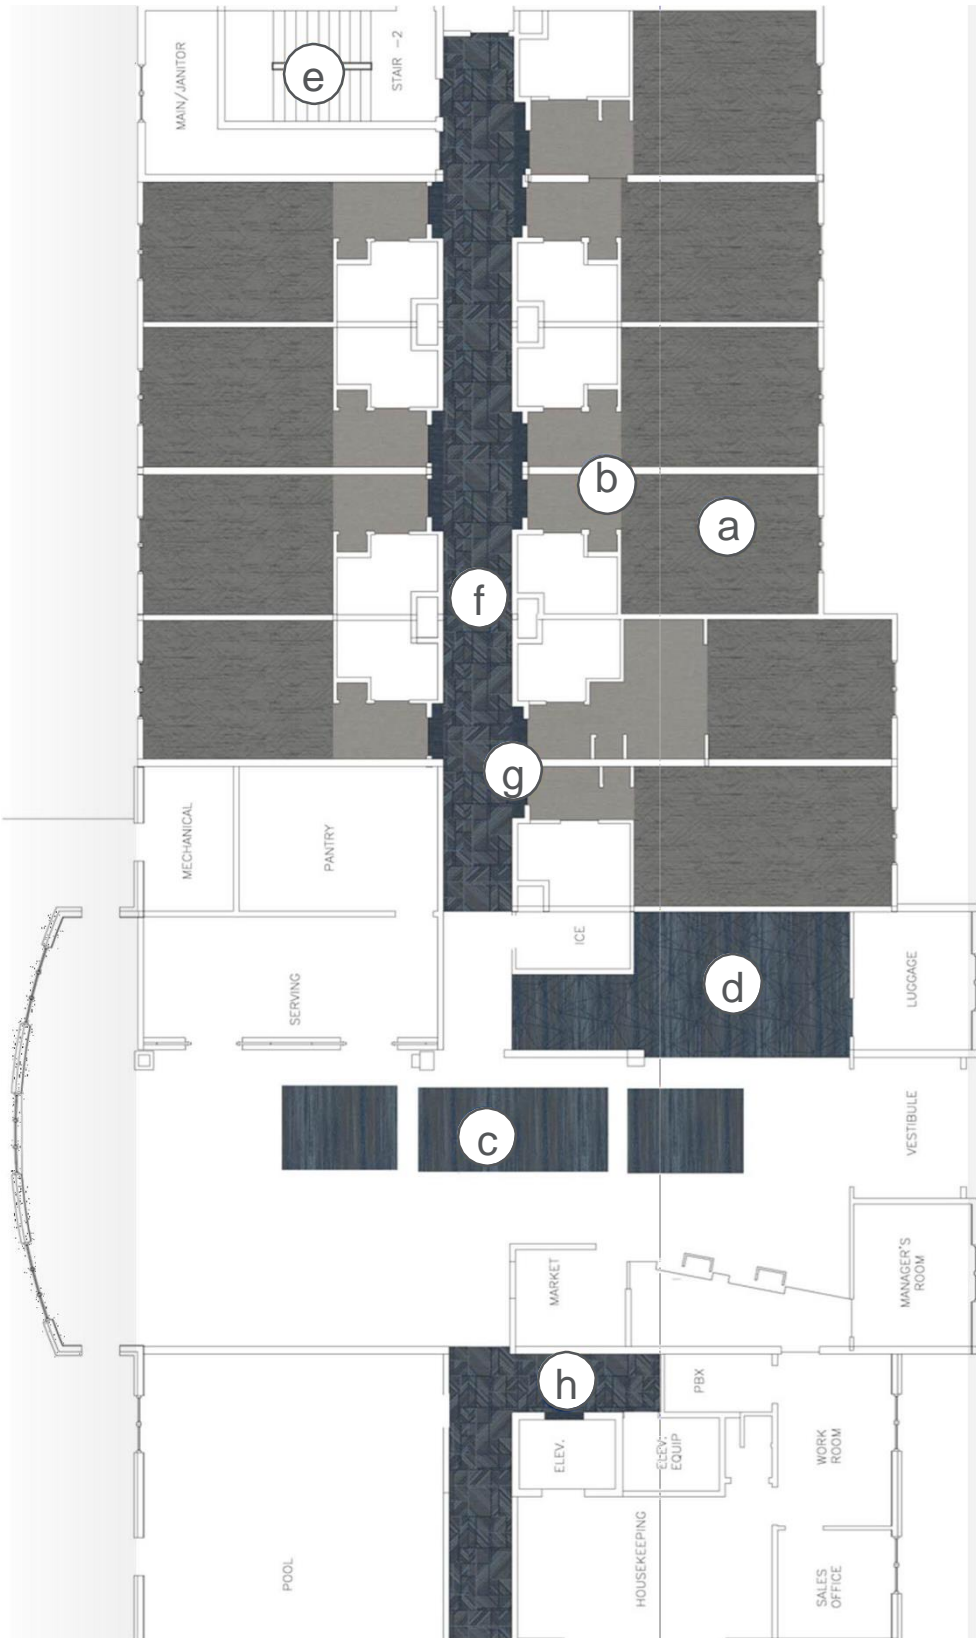 MAIN/JANITOR
e
STAIR -2
b
a
f
g
MECHANICAL
PANTRY
ICE
SERVING
d
LUGGAGE
c
VESTIBULE
MARKET
MANAGER'S
ROOM
h
PBX
ELEV.
ELEV.
EQUIP
WORK
ROOM
POOL
HOUSEKEEPING
SALES
OFFICE